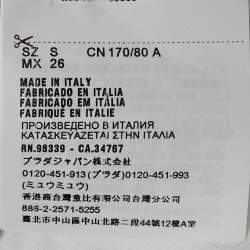 SZ S CN 170/80 A
MX 26
MADE IN ITALY
FABRICADO EN ITALIA
FABRICADO EM ITÁLIA
FABRIQUÉ EN ITALIE
ПРОИЗВЕДЕНО В ИТАЛИЯ
ΚΑΤΑΣΚΕΥΑΖΕΤΑΙ ΣΤΗΝ ΙΤΑΛΙΑ
RN.98339 - CA.34767
プラダジャパン株式会社
0120-451-913 (プラダ) 0120-451-993
(ミュウミュウ)
香港商台灣普比有限公司台灣分公司
886-2-2571-5255
臺北市中山區中山北路二段44號12樓A室